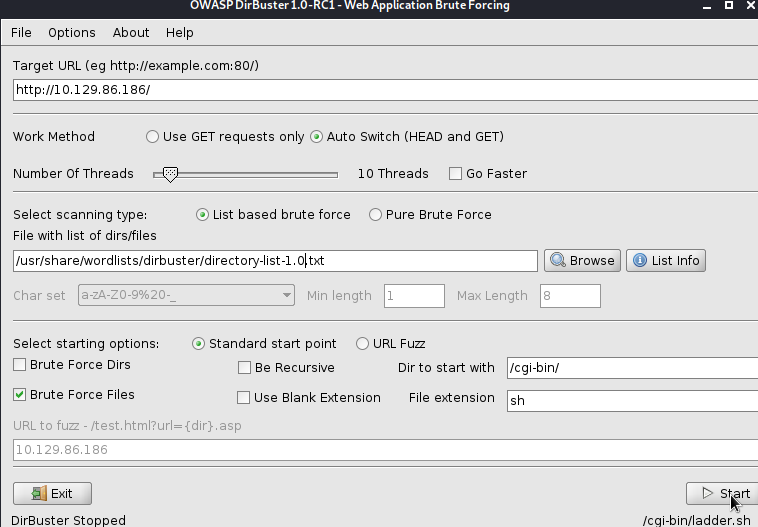 OWASP DirBuster 1.0-RC1 - Web Application Brute Forcing
File Options About Help
Target URL (eg http://example.com:80/)
http://10.129.86.186/
Work Method Use GET requests only Auto Switch (HEAD and GET)
Number Of Threads 10 Threads Go Faster
Select scanning type: List based brute force Pure Brute Force
File with list of dirs/files
/usr/share/wordlists/dirbuster/directory-list-1.0.txt Browse List Info
Char set a-zA-Z0-9%20-_ Min length 1 Max Length 8
Select starting options: Standard start point URL Fuzz
Brute Force Dirs Be Recursive Dir to start with /cgi-bin/
Brute Force Files Use Blank Extension File extension sh
URL to fuzz - /test.html?url={dir}.asp
10.129.86.186
Exit Start
DirBuster Stopped /cgi-bin/ladder.sh